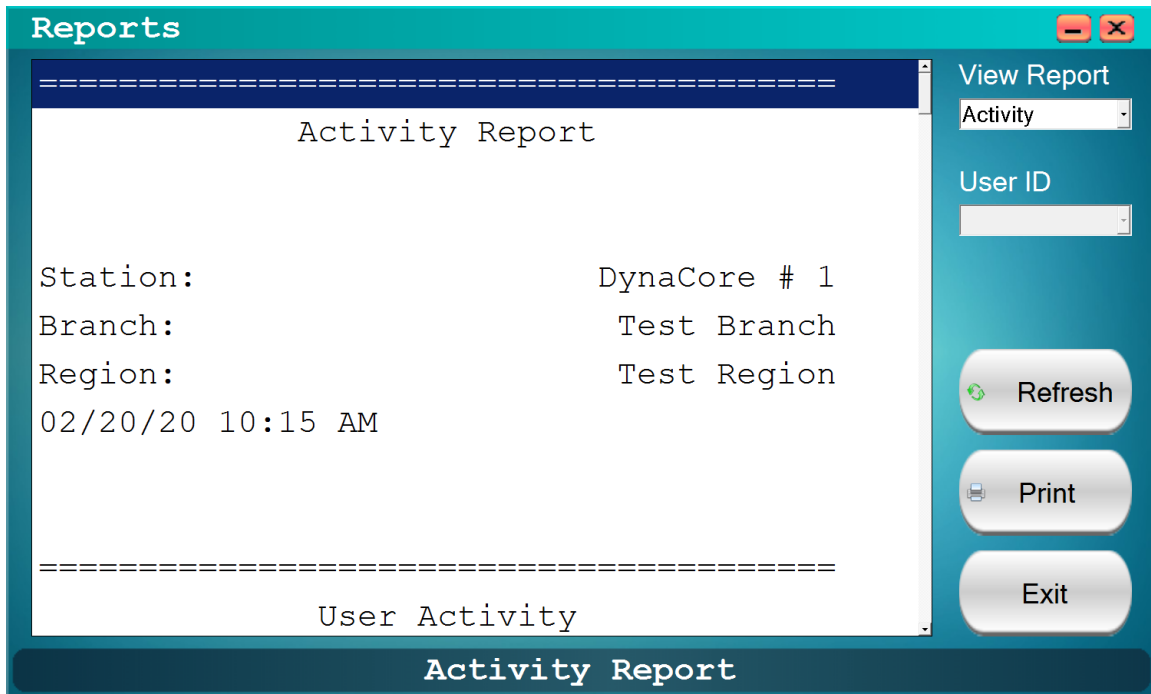 Reports
========================================
Activity Report
Station: DynaCore # 1
Branch: Test Branch
Region: Test Region
02/20/20 10:15 AM
========================================
User Activity
View Report
Activity
User ID
Refresh
Print
Exit
Activity Report